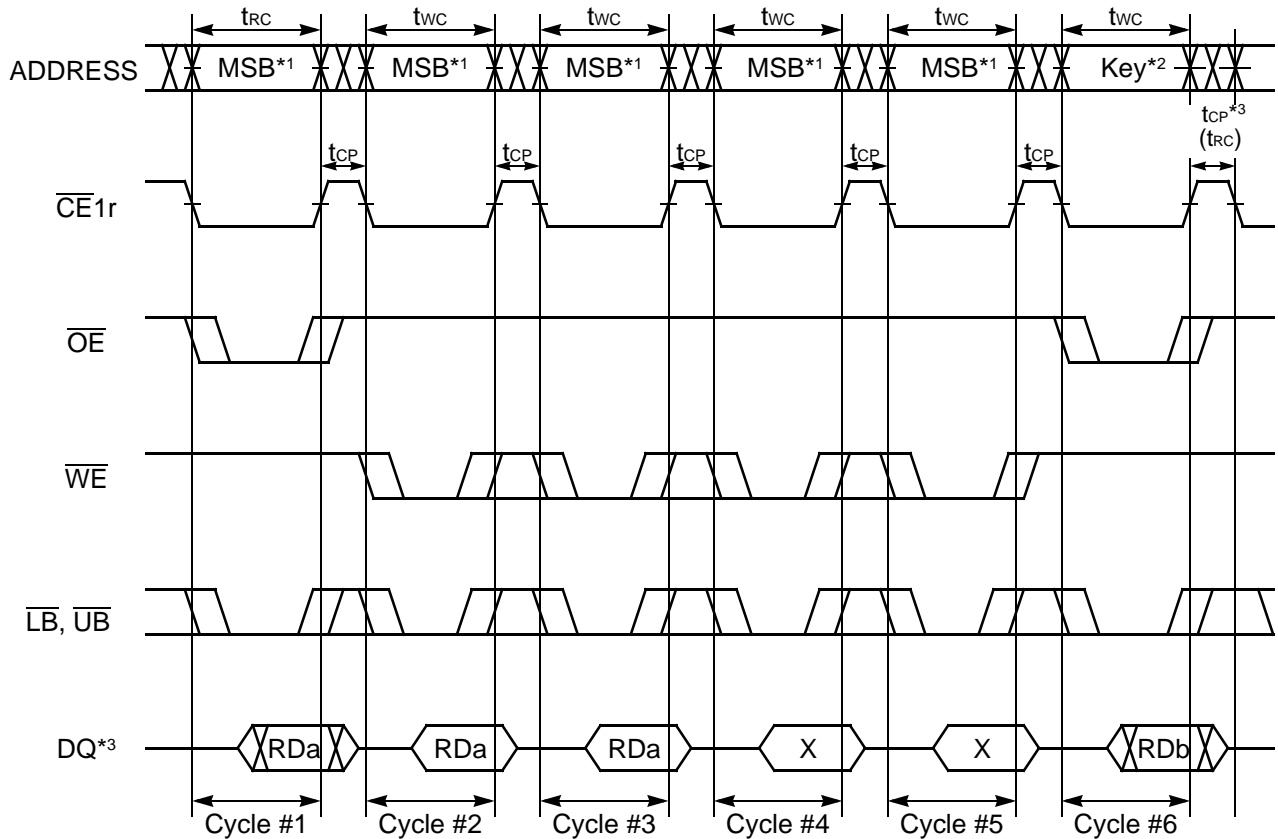 tRC tWC tWC tWC tWC tWC
ADDRESS MSB*1 MSB*1 MSB*1 MSB*1 MSB*1 Key*2
tCP*3
(tRC)
tCP tCP tCP tCP tCP
CE1r
OE
WE
LB, UB
DQ*3 RDa RDa RDa X X RDb
Cycle #1 Cycle #2 Cycle #3 Cycle #4 Cycle #5 Cycle #6